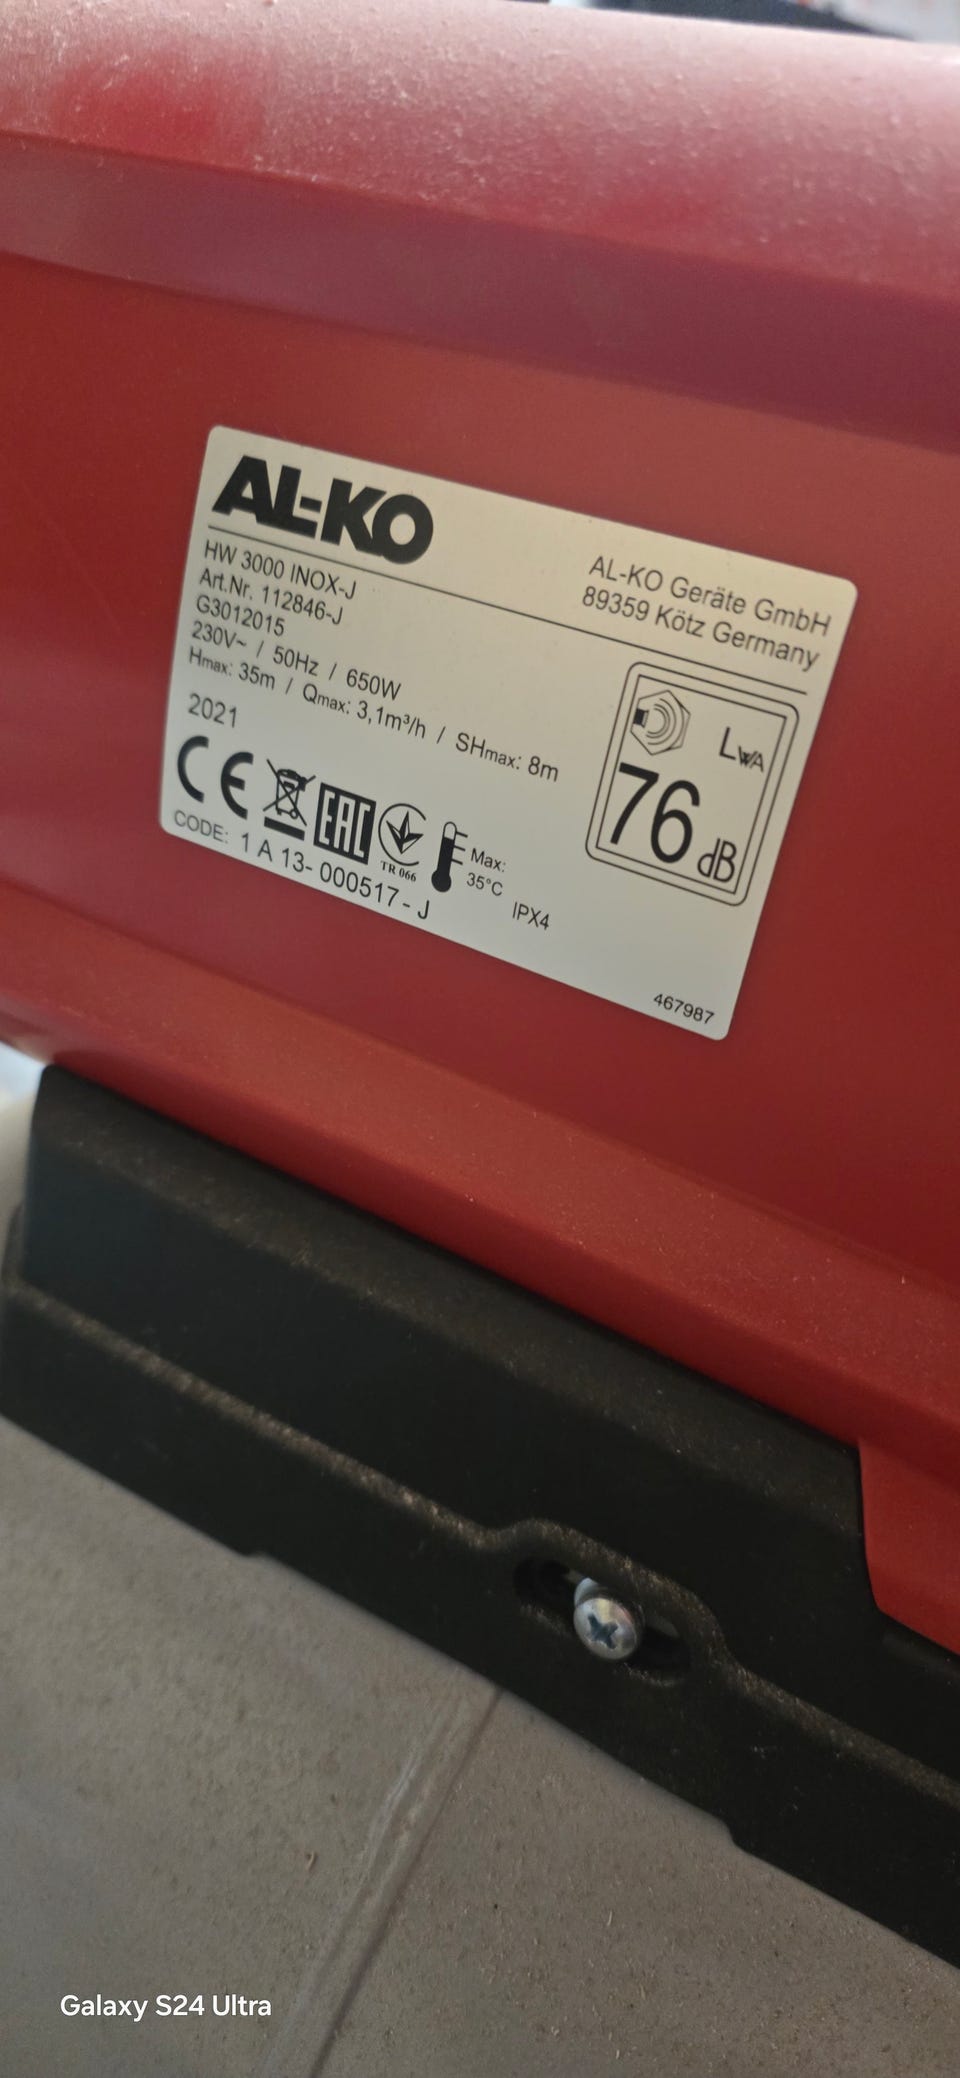 AL-KO
AL-KO Geräte GmbH
89359 Kötz Germany
HW 3000 INOX-J
Art.Nr. 112846-J
G3012015
230V~ / 50Hz / 650W
Hmax: 35m / Qmax: 3,1m³/h / SHmax: 8m
2021
LWA
76 dB
CE
EAC
TR 066
Max:
35°C
IPX4
CODE: 1 A 13- 000517- J
467987
Galaxy S24 Ultra